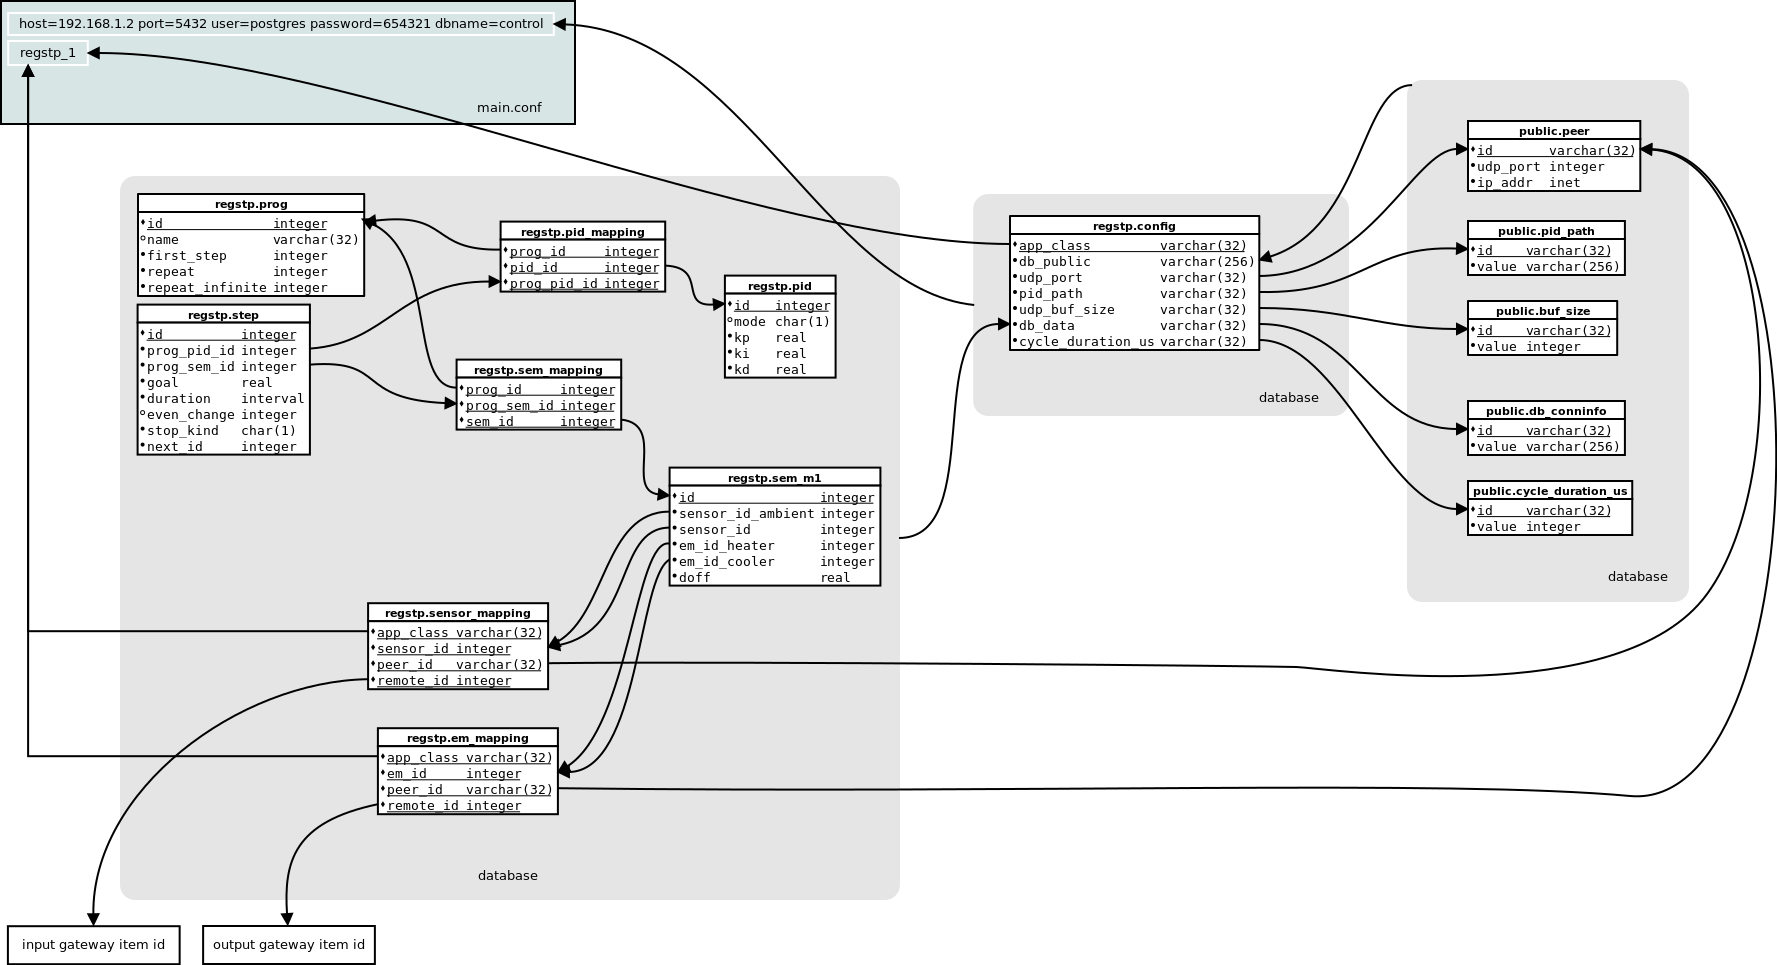 host=192.168.1.2 port=5432 user=postgres password=654321 dbname=control
regstp_1
main.conf
regstp.prog
id integer
name varchar(32)
first_step integer
repeat integer
repeat_infinite integer
regstp.step
id integer
prog_pid_id integer
prog_sem_id integer
goal real
duration interval
even_change integer
stop_kind char(1)
next_id integer
regstp.pid_mapping
prog_id integer
pid_id integer
prog_pid_id integer
regstp.pid
id integer
mode char(1)
kp real
ki real
kd real
regstp.sem_mapping
prog_id integer
prog_sem_id integer
sem_id integer
regstp.sem_m1
id integer
sensor_id_ambient integer
sensor_id integer
em_id_heater integer
em_id_cooler integer
doff real
regstp.sensor_mapping
app_class varchar(32)
sensor_id integer
peer_id varchar(32)
remote_id integer
regstp.em_mapping
app_class varchar(32)
em_id integer
peer_id varchar(32)
remote_id integer
database
input gateway item id
output gateway item id
regstp.config
app_class varchar(32)
db_public varchar(256)
udp_port varchar(32)
pid_path varchar(32)
udp_buf_size varchar(32)
db_data varchar(32)
cycle_duration_us varchar(32)
database
public.peer
id varchar(32)
udp_port integer
ip_addr inet
public.pid_path
id varchar(32)
value varchar(256)
public.buf_size
id varchar(32)
value integer
public.db_conninfo
id varchar(32)
value varchar(256)
public.cycle_duration_us
id varchar(32)
value integer
database